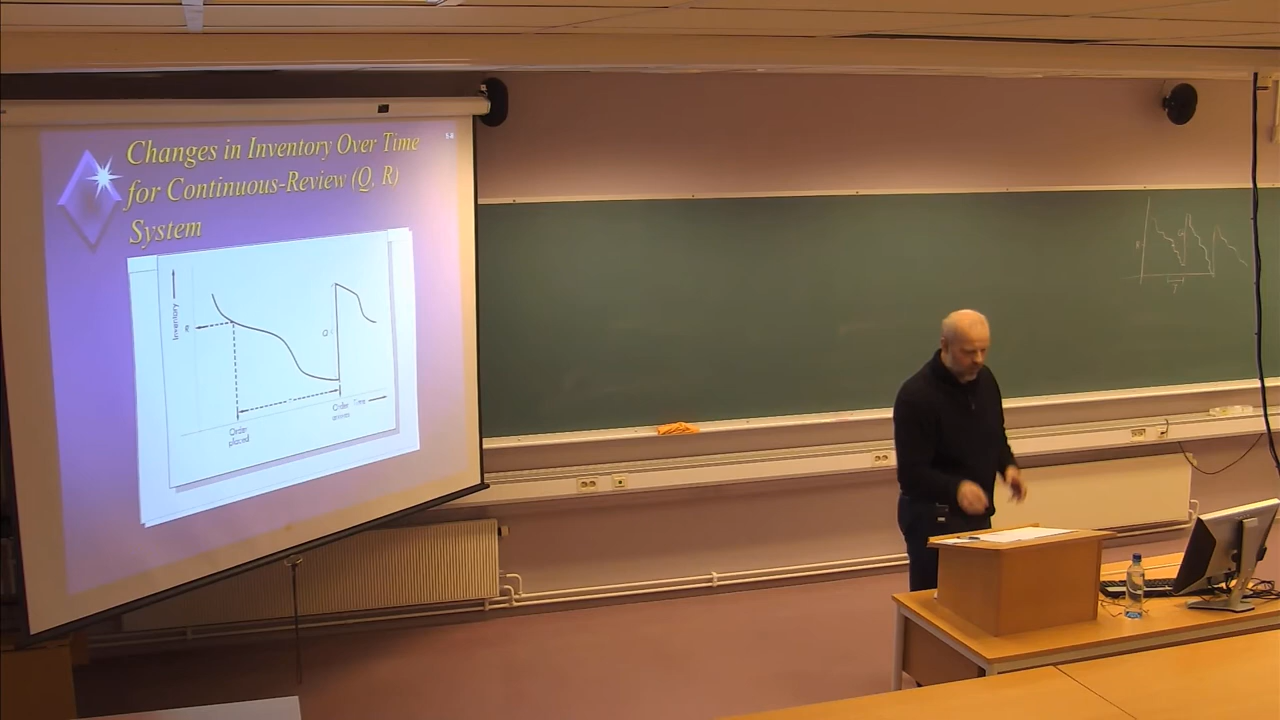 Changes in Inventory Over Time
for Continuous-Review (Q, R)
System
Inventory
R
Q
Order
placed
Order
arrives
Time